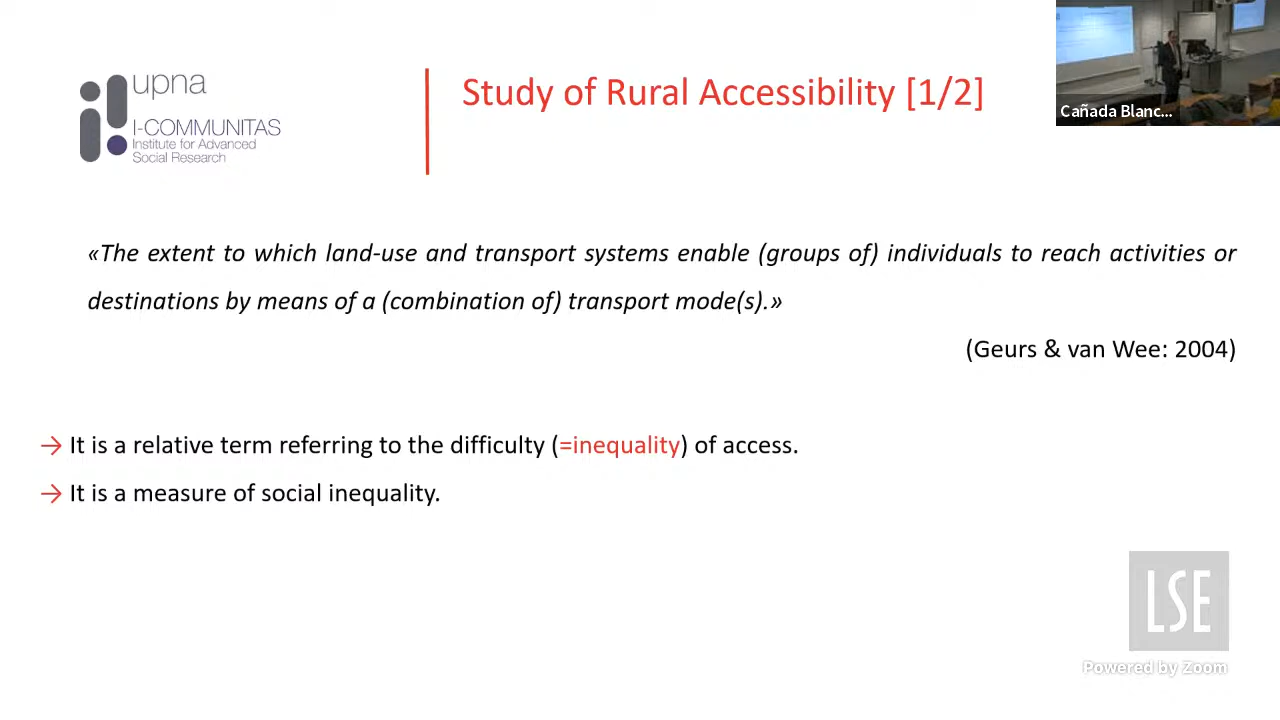 upna
I-COMMUNITAS
Institute for Advanced
Social Research
Study of Rural Accessibility [1/2]
Cañada Blanc...
«The extent to which land-use and transport systems enable (groups of) individuals to reach activities or
destinations by means of a (combination of) transport mode(s).»
(Geurs & van Wee: 2004)
→ It is a relative term referring to the difficulty (=inequality) of access.
→ It is a measure of social inequality.
LSE
Powered by Zoom